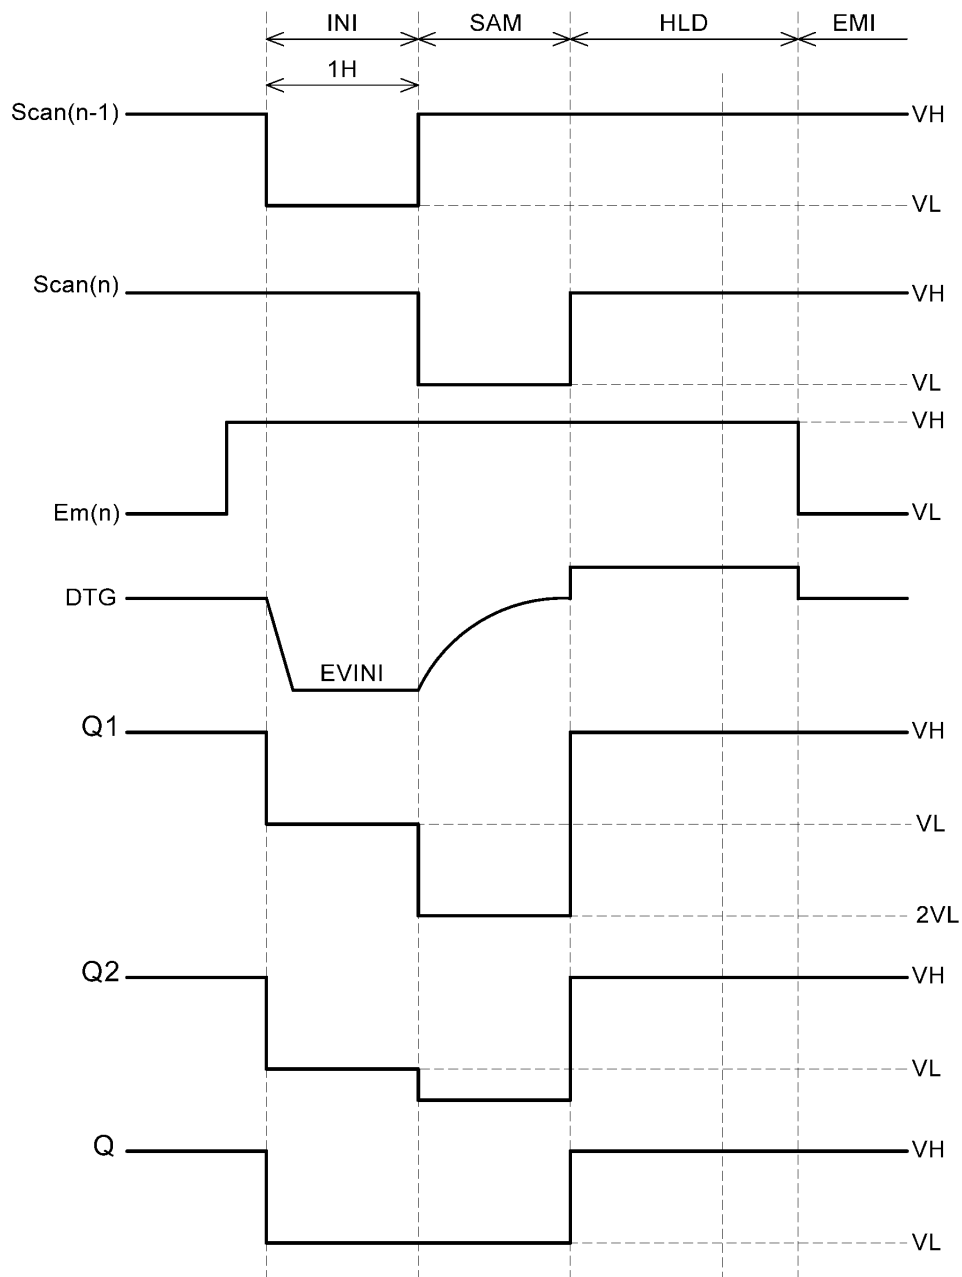 INI SAM HLD EMI
1H
Scan(n-1) VH
VL
Scan(n) VH
VL
VH
Em(n) VL
DTG
EVINI
Q1 VH
VL
2VL
Q2 VH
VL
Q VH
VL